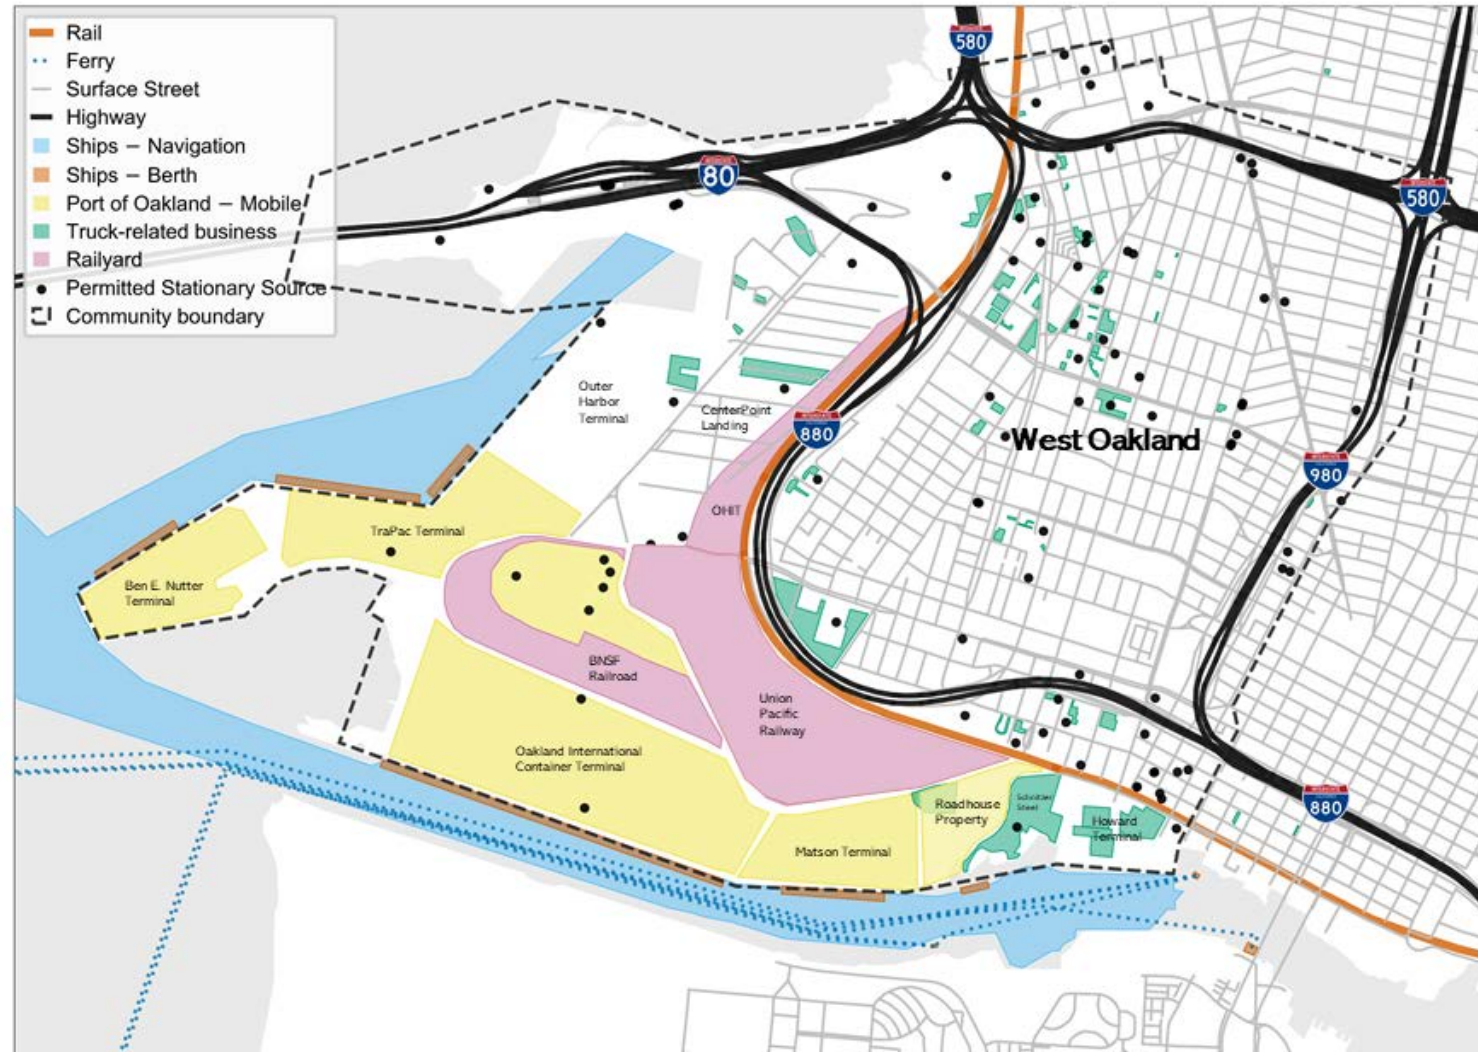 Rail
Ferry
Surface Street
Highway
Ships – Navigation
Ships – Berth
Port of Oakland – Mobile
Truck-related business
Railyard
Permitted Stationary Source
Community boundary
580
80
580
Outer
Harbor
Terminal
CenterPoint
Landing
880
West Oakland
980
OHIT
TraPac Terminal
Ben E. Nutter
Terminal
BNSF
Railroad
Union
Pacific
Railway
Oakland International
Container Terminal
Roadhouse
Property
Schnitzer
Steel
Howard
Terminal
880
Matson Terminal